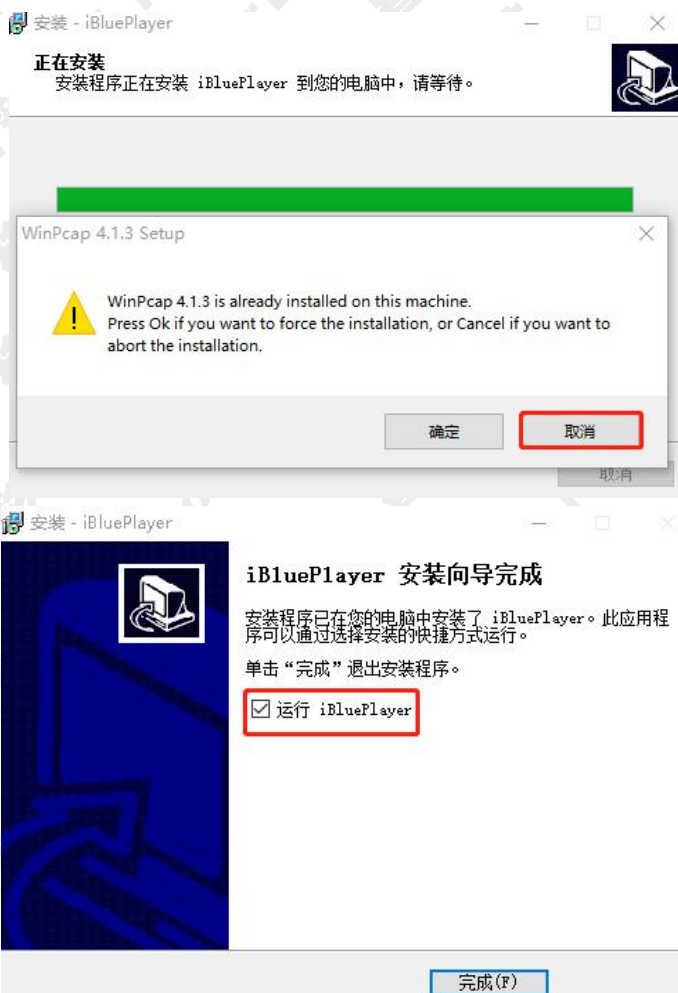 安装 - iBluePlayer
正在安装
安装程序正在安装 iBluePlayer 到您的电脑中，请等待。
WinPcap 4.1.3 Setup
WinPcap 4.1.3 is already installed on this machine.
Press Ok if you want to force the installation, or Cancel if you want to
abort the installation.
确定
取消
取消
安装 - iBluePlayer
iBluePlayer 安装向导完成
安装程序已在您的电脑中安装了 iBluePlayer。此应用程
序可以通过选择安装的快捷方式运行。
单击“完成”退出安装程序。
运行 iBluePlayer
完成(F)